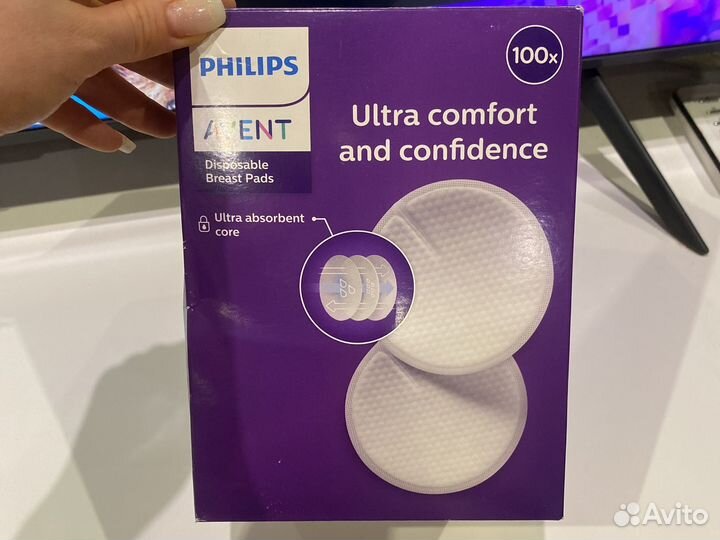 PHILIPS
AVENT
Disposable
Breast Pads
100x
Ultra comfort
and confidence
Ultra absorbent
core
Avito